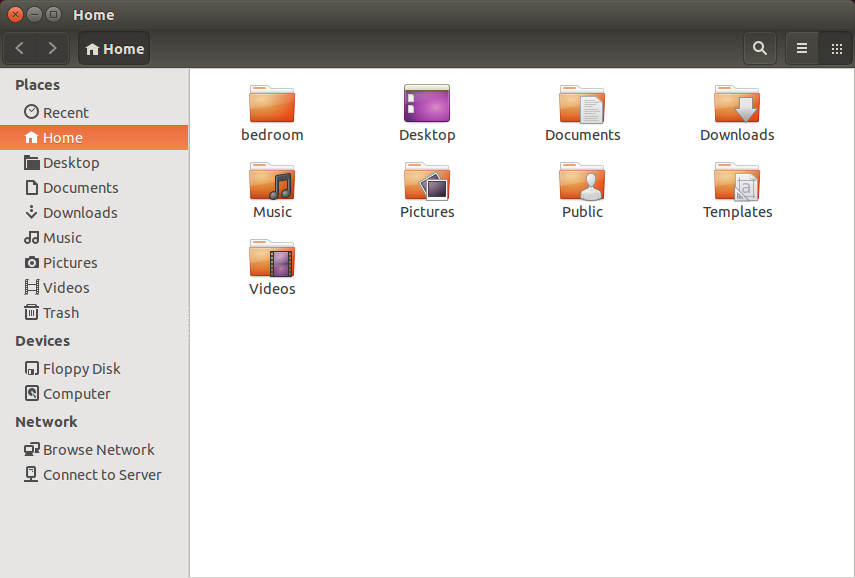 Home
Home
Places
Recent
Home
Desktop
Documents
Downloads
Music
Pictures
Videos
Trash
Devices
Floppy Disk
Computer
Network
Browse Network
Connect to Server
bedroom Desktop Documents Downloads
Music Pictures Public Templates
Videos